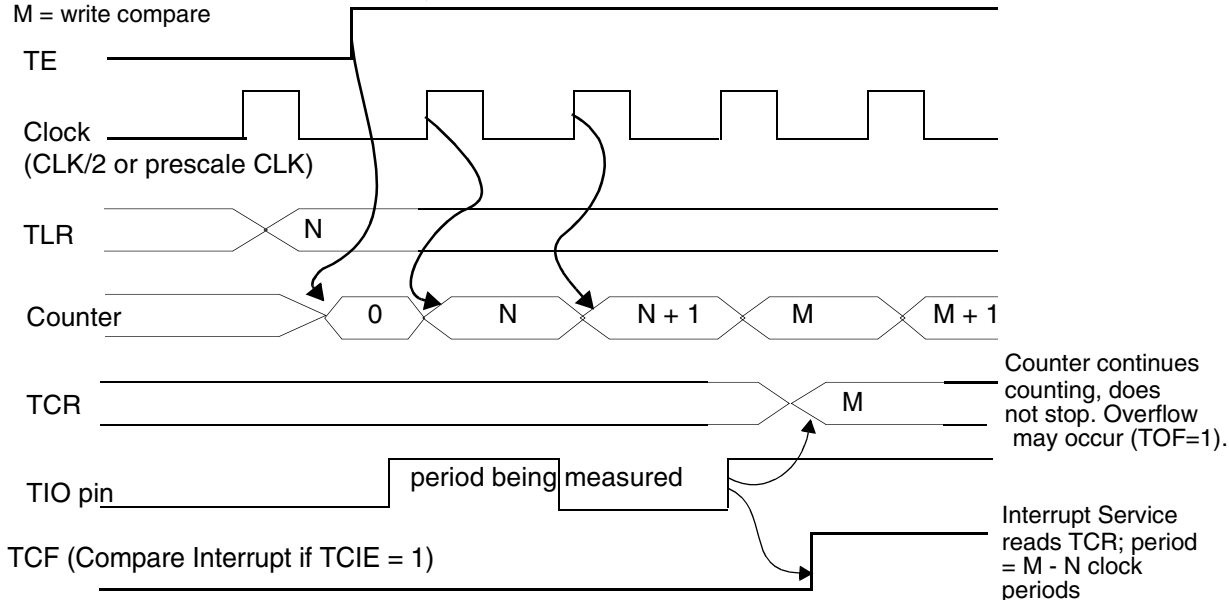 M = write compare
TE
Clock
(CLK/2 or prescale CLK)
TLR
N
Counter
0
N
N + 1
M
M + 1
TCR
M
Counter continues
counting, does
not stop. Overflow
may occur (TOF=1).
TIO pin
period being measured
TCF (Compare Interrupt if TCIE = 1)
Interrupt Service
reads TCR; period
= M - N clock
periods